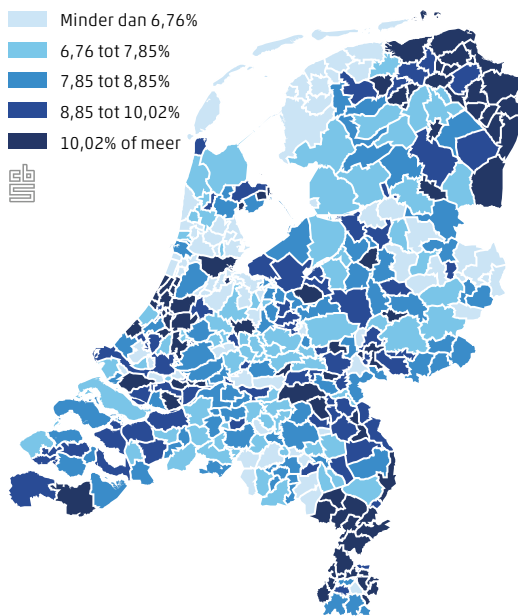 Minder dan 6,76%
6,76 tot 7,85%
7,85 tot 8,85%
8,85 tot 10,02%
10,02% of meer
cbs